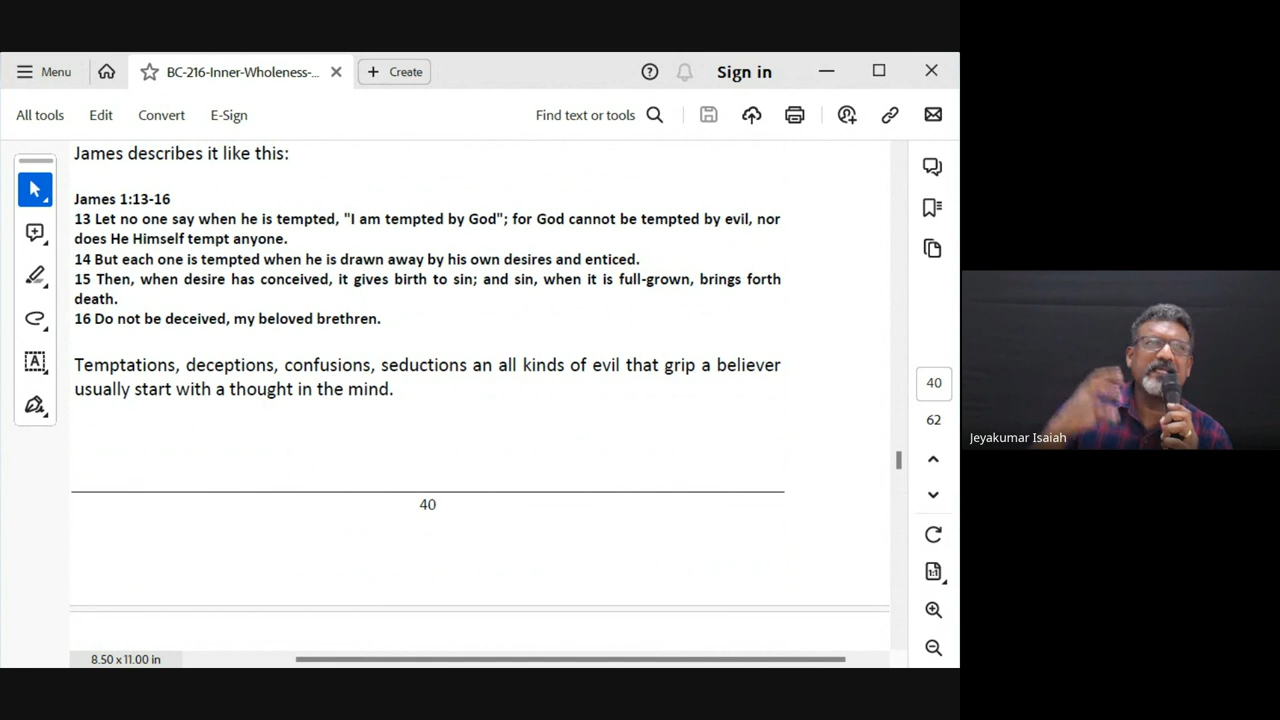 Menu
BC-216-Inner-Wholeness-...
Create
Sign in
All tools
Edit
Convert
E-Sign
Find text or tools
James describes it like this:
James 1:13-16
13 Let no one say when he is tempted, "I am tempted by God"; for God cannot be tempted by evil, nor
does He Himself tempt anyone.
14 But each one is tempted when he is drawn away by his own desires and enticed.
15 Then, when desire has conceived, it gives birth to sin; and sin, when it is full-grown, brings forth
death.
16 Do not be deceived, my beloved brethren.
Temptations, deceptions, confusions, seductions an all kinds of evil that grip a believer
usually start with a thought in the mind.
40
40
62
8.50 x 11.00 in
Jeyakumar Isaiah